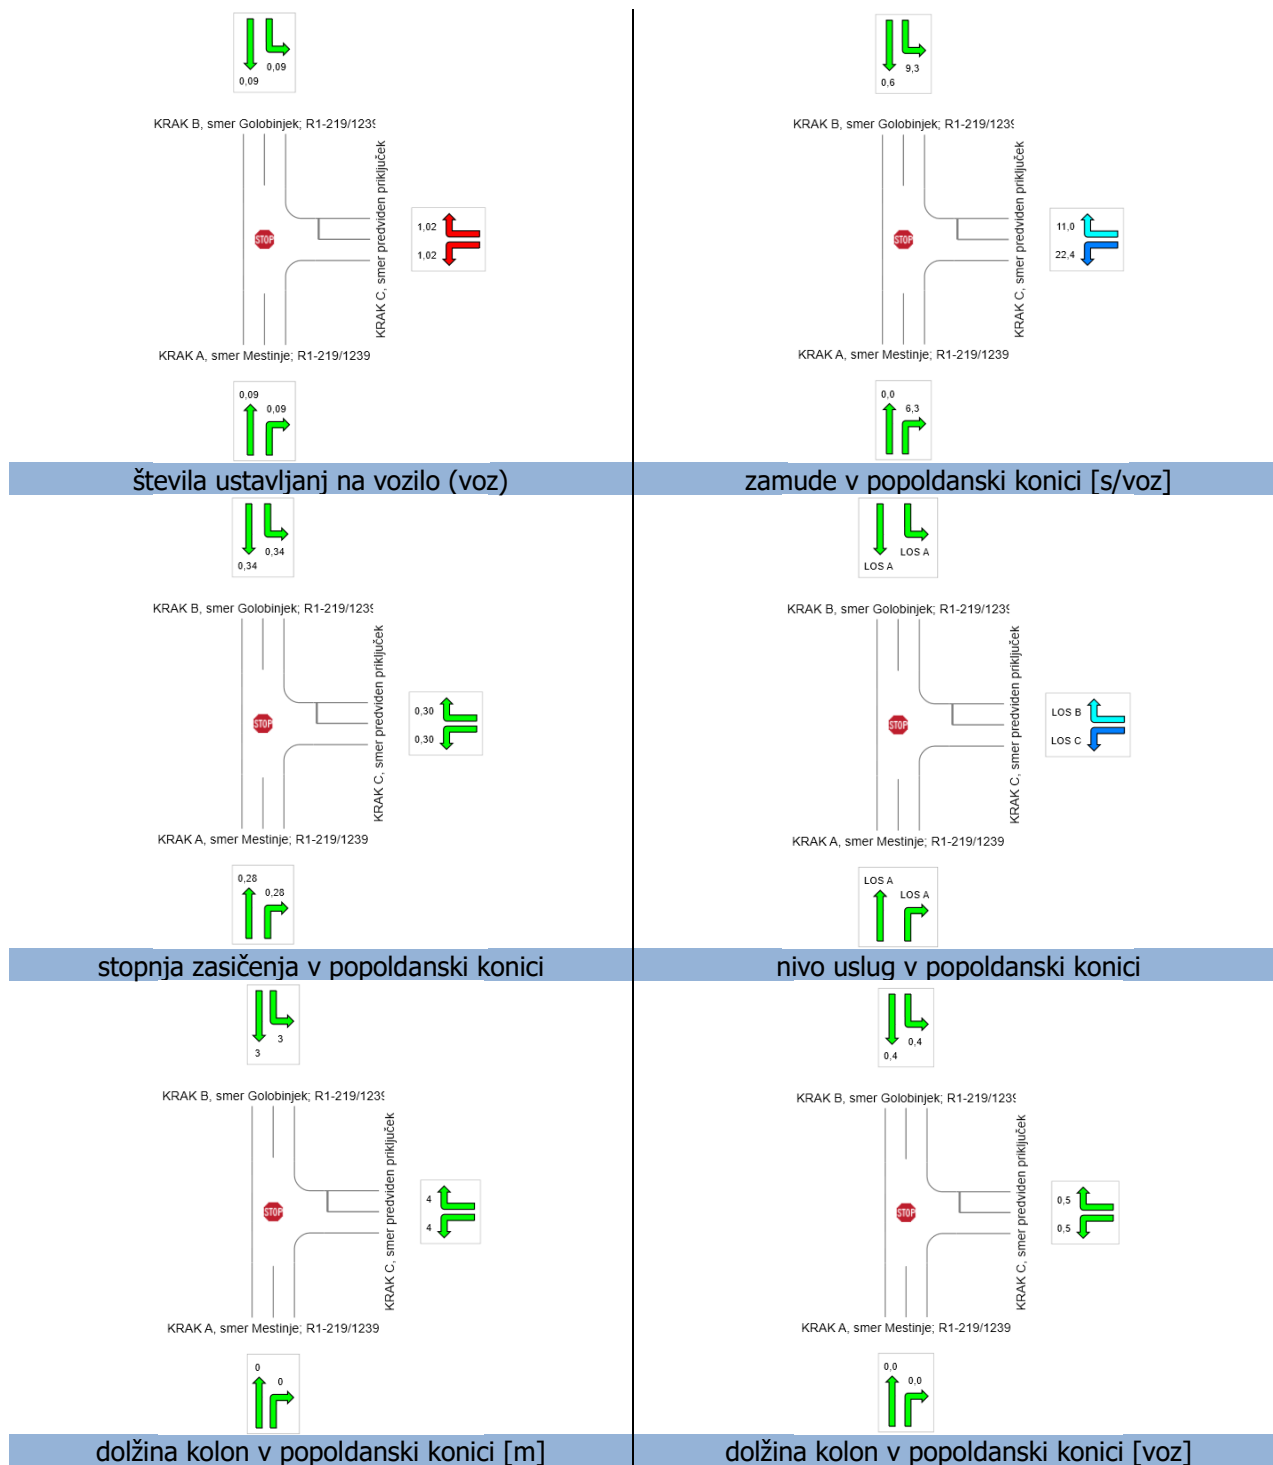 0,09
0,09
KRAK B, smer Golobinjek; R1-219/1239
KRAK C, smer predviden priključek
1,02
1,02
STOP
KRAK A, smer Mestinje; R1-219/1239
0,09
0,09
števila ustavljanj na vozilo (voz)
9,3
0,6
KRAK B, smer Golobinjek; R1-219/1239
KRAK C, smer predviden priključek
11,0
22,4
STOP
KRAK A, smer Mestinje; R1-219/1239
0,0
6,3
zamude v popoldanski konici [s/voz]
0,34
0,34
KRAK B, smer Golobinjek; R1-219/1239
KRAK C, smer predviden priključek
0,30
0,30
STOP
KRAK A, smer Mestinje; R1-219/1239
0,28
0,28
stopnja zasičenja v popoldanski konici
LOS A
LOS A
KRAK B, smer Golobinjek; R1-219/1239
KRAK C, smer predviden priključek
LOS B
LOS C
STOP
KRAK A, smer Mestinje; R1-219/1239
LOS A
LOS A
nivo uslug v popoldanski konici
3
3
KRAK B, smer Golobinjek; R1-219/1239
KRAK C, smer predviden priključek
4
4
STOP
KRAK A, smer Mestinje; R1-219/1239
0
0
dolžina kolon v popoldanski konici [m]
0,4
0,4
KRAK B, smer Golobinjek; R1-219/1239
KRAK C, smer predviden priključek
0,5
0,5
STOP
KRAK A, smer Mestinje; R1-219/1239
0,0
0,0
dolžina kolon v popoldanski konici [voz]